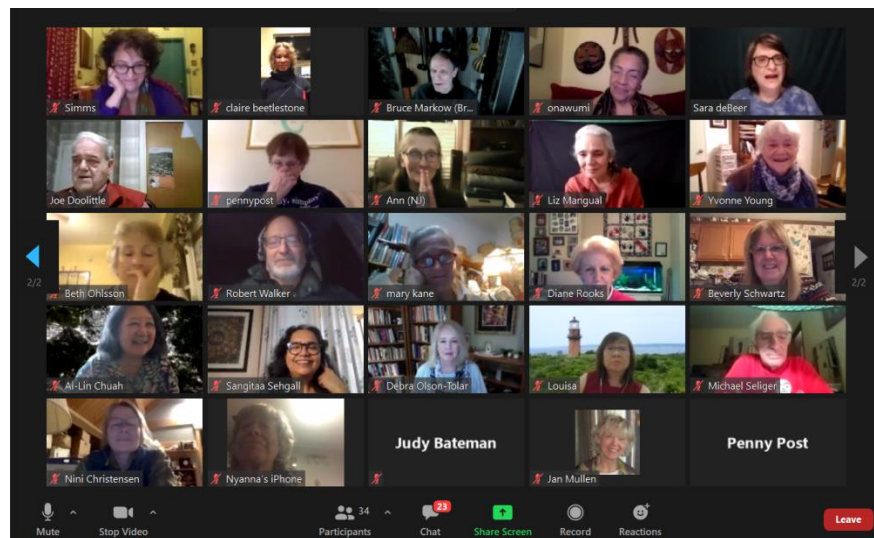 Simms
claire beetlestone
Bruce Markow (Br...
onawumi
Sara deBeer
Joe Doolittle
pennypost
Ann (NJ)
Liz Mangual
Yvonne Young
2/2
Beth Ohlsson
Robert Walker
mary kane
Diane Rooks
Beverly Schwartz
2/2
Ai-Lin Chuah
Sangitaa Sehgall
Debra Olson-Tolar
Louisa
Michael Seliger
Nini Christensen
Nyanna's iPhone
Judy Bateman
Jan Mullen
Penny Post
Mute
Stop Video
34
Participants
23
Chat
Share Screen
Record
Reactions
Leave